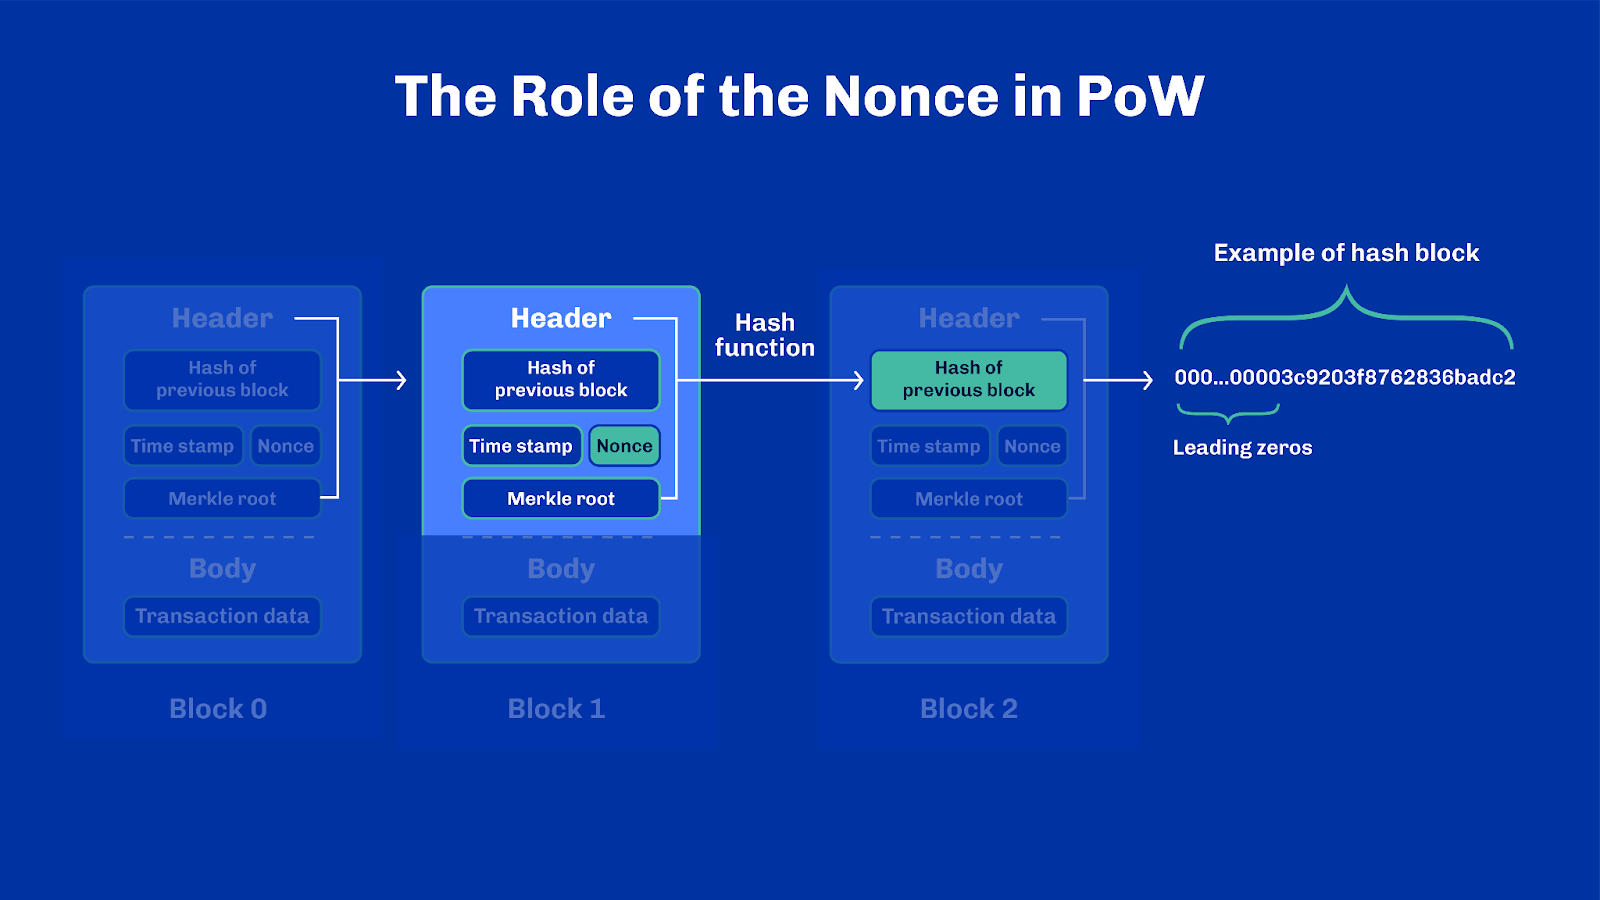 The Role of the Nonce in PoW
Header
Hash of
previous block
Time stamp
Nonce
Merkle root
Body
Transaction data
Block 0
Header
Hash of
previous block
Time stamp
Nonce
Merkle root
Body
Transaction data
Block 1
Hash
function
Header
Hash of
previous block
Time stamp
Nonce
Merkle root
Body
Transaction data
Block 2
Example of hash block
000...00003c9203f8762836badc2
Leading zeros